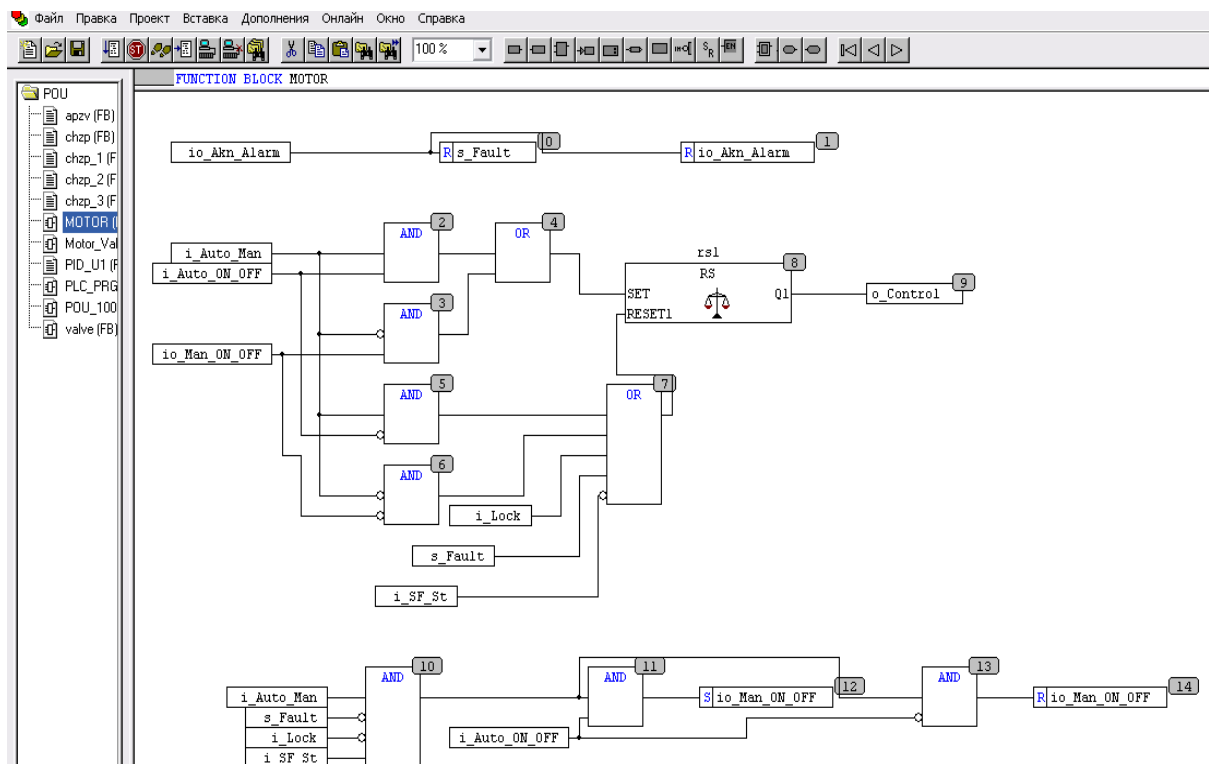 Файл Правка Проект Вставка Дополнения Онлайн Окно Справка
100 %
FUNCTION BLOCK MOTOR
POU
apzv (FB)
chzp (FB)
chzp_1 (F
chzp_2 (F
chzp_3 (F
MOTOR (
Motor_Val
PID_U1 (F
PLC_PRG
POU_100
valve (FB)
io_Akn_Alarm R s_Fault 0 R io_Akn_Alarm 1
AND 2 OR 4
i_Auto_Man
i_Auto_ON_OFF
rs1
RS 8
SET Q1
RESET1
o_Control 9
AND 3
io_Man_ON_OFF
AND 5 OR 7
AND 6
i_Lock
s_Fault
i_SF_St
AND 10 AND 11 AND 13
i_Auto_Man S io_Man_ON_OFF 12 R io_Man_ON_OFF 14
s_Fault
i_Lock i_Auto_ON_OFF
i_SF_St